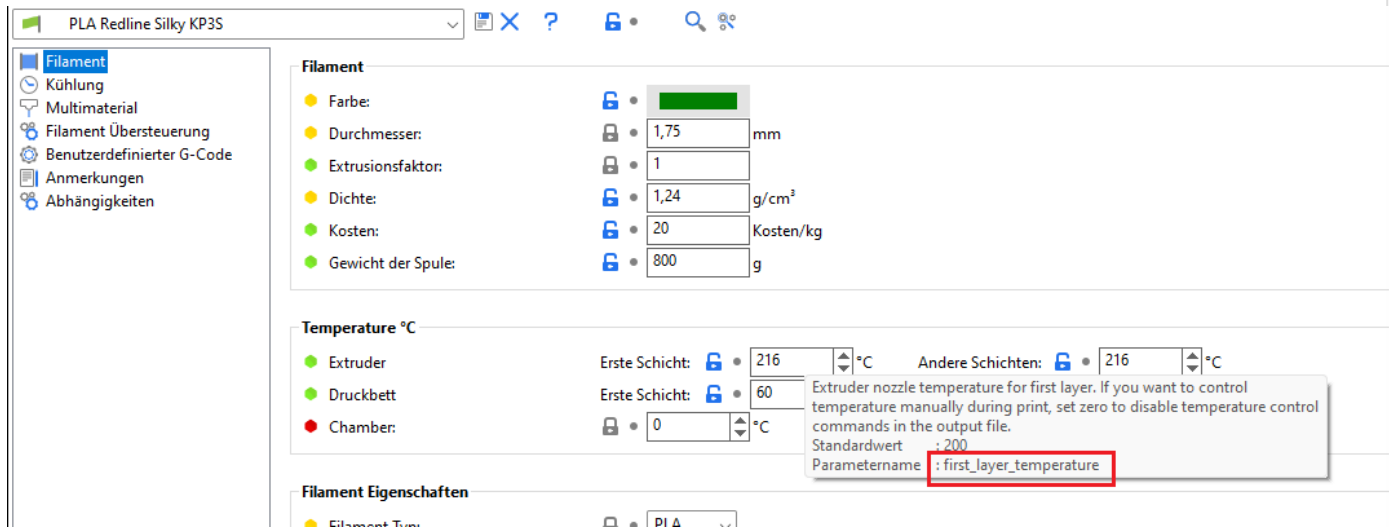 PLA Redline Silky KP3S
?
Filament
Kühlung
Multimaterial
Filament Übersteuerung
Benutzerdefinierter G-Code
Anmerkungen
Abhängigkeiten
Filament
Farbe:
Durchmesser: 1,75 mm
Extrusionsfaktor: 1
Dichte: 1,24 g/cm³
Kosten: 20 Kosten/kg
Gewicht der Spule: 800 g
Temperature °C
Extruder Erste Schicht: 216 °C Andere Schichten: 216 °C
Druckbett Erste Schicht: 60
Chamber: 0 °C
Extruder nozzle temperature for first layer. If you want to control
temperature manually during print, set zero to disable temperature control
commands in the output file.
Standardwert : 200
Parametername : first_layer_temperature
Filament Eigenschaften
Filament Typ: PLA